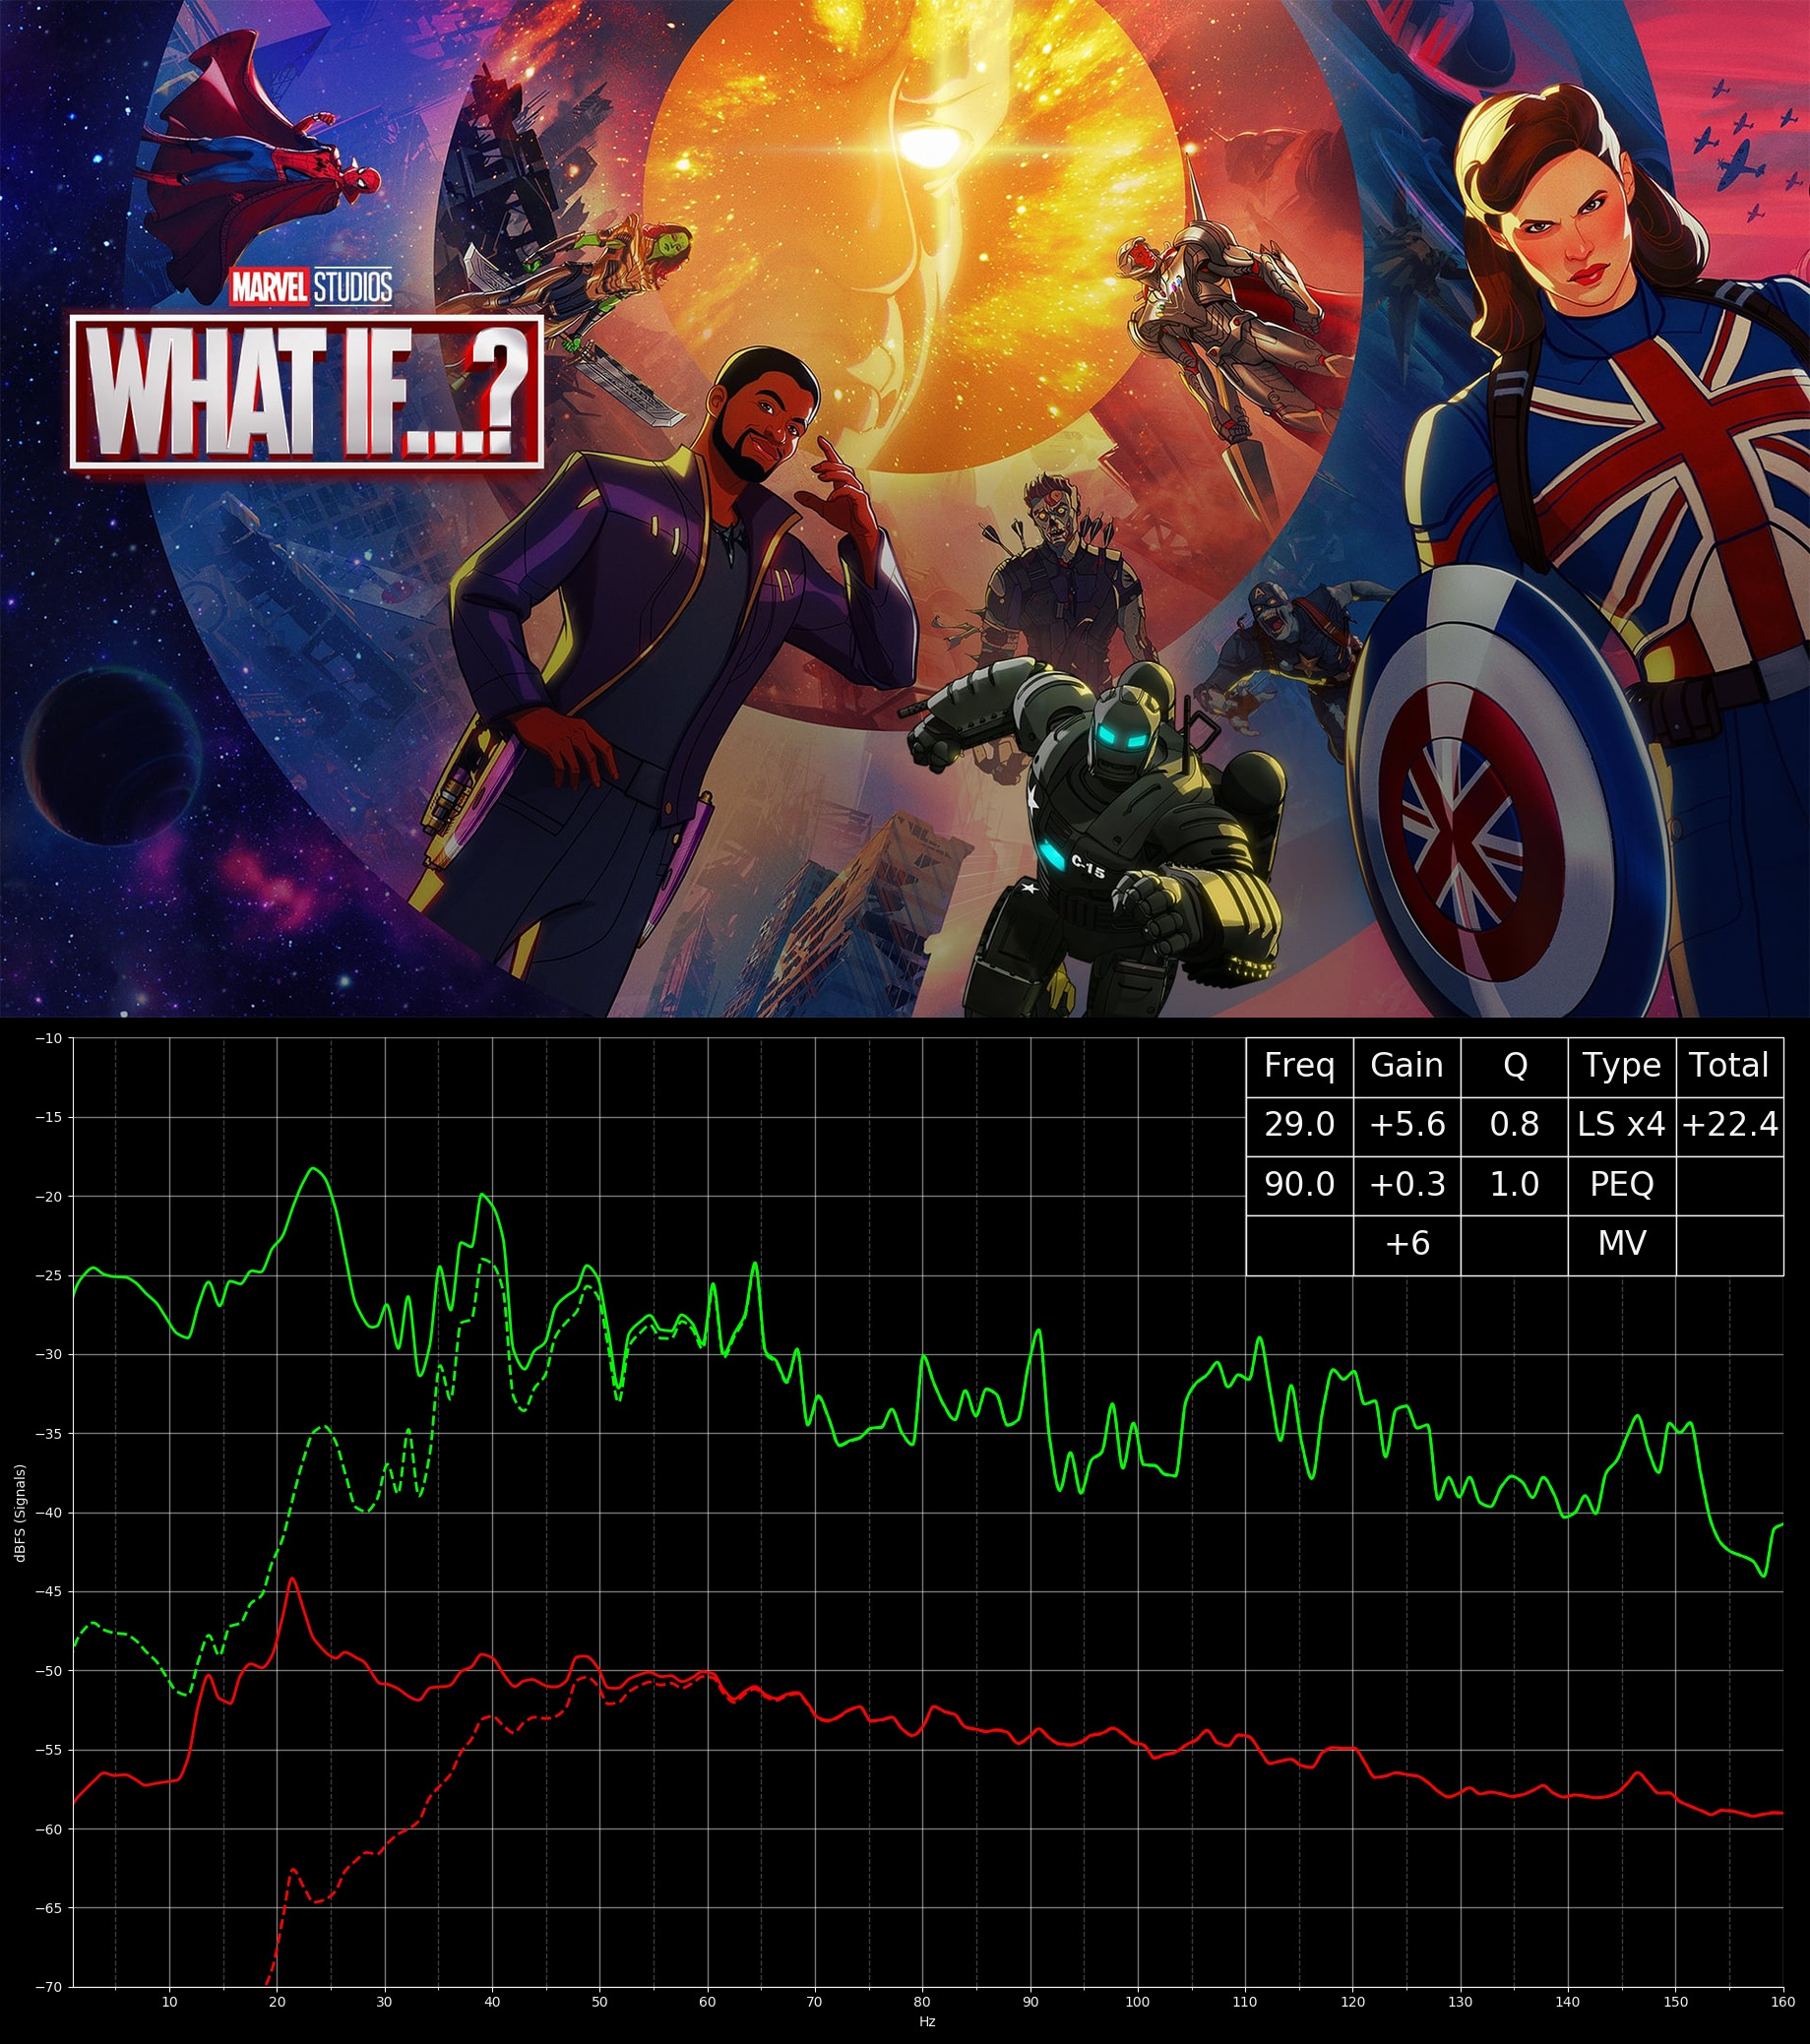 MARVEL STUDIOS
WHAT IF...?
A
C-15
Freq Gain Q Type Total
29.0 +5.6 0.8 LS x4 +22.4
90.0 +0.3 1.0 PEQ
+6 MV
−10
−15
−20
−25
−30
−35
−40
−45
−50
−55
−60
−65
−70
dBFS (Signals)
10 20 30 40 50 60 70 80 90 100 110 120 130 140 150 160
Hz